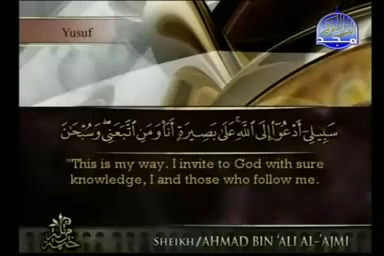 Yusuf
سَبِيلِىٓ أَدْعُوٓا۟ إِلَى ٱللَّهِ عَلَىٰ بَصِيرَةٍ أَنَا۠ وَمَنِ ٱتَّبَعَنِى وَسُبْحَٰنَ
"This is my way. I invite to God with sure
knowledge, I and those who follow me.
SHEIKH/AHMAD BIN 'ALI AL-'AJMI